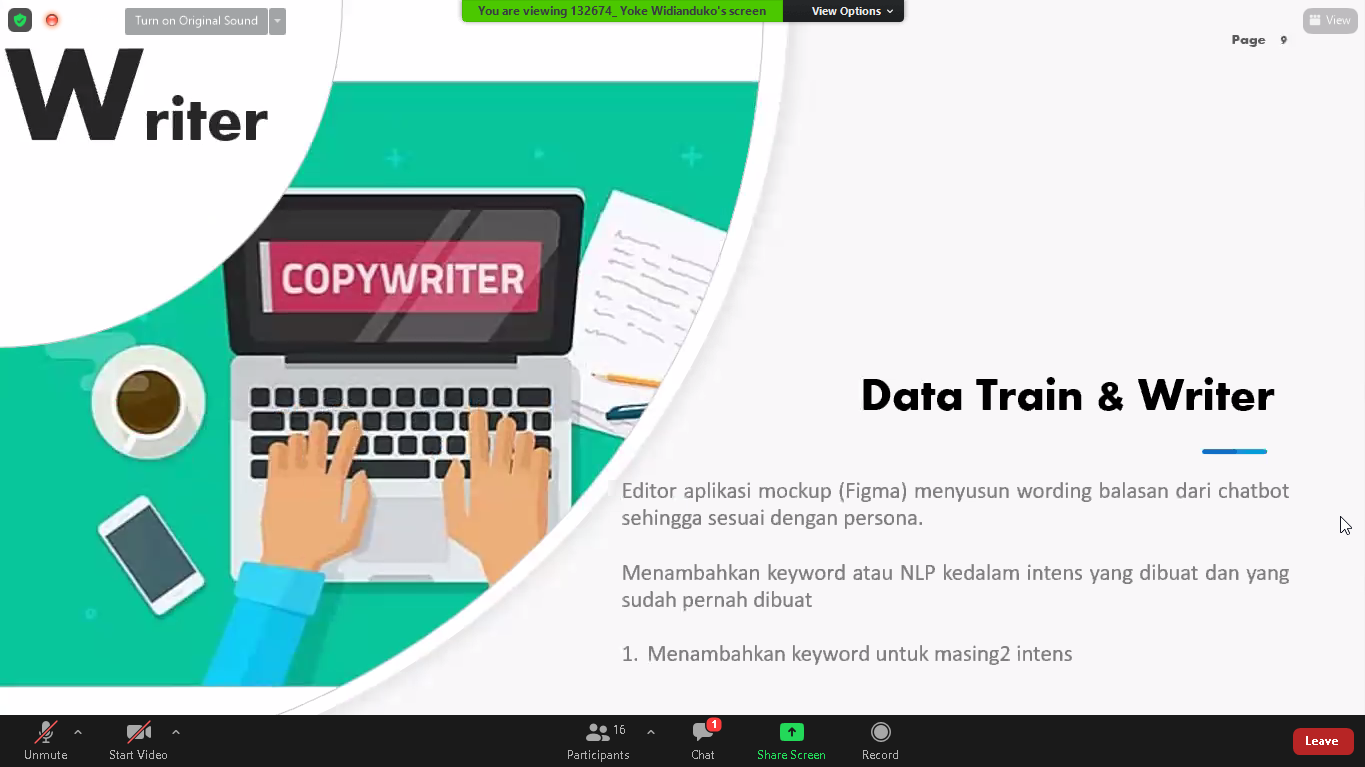 Turn on Original Sound
You are viewing 132674_ Yoke Widianduko's screen
View Options
View
Page 9
Writer
COPYWRITER
Data Train & Writer
Editor aplikasi mockup (Figma) menyusun wording balasan dari chatbot
sehingga sesuai dengan persona.
Menambahkan keyword atau NLP kedalam intens yang dibuat dan yang
sudah pernah dibuat
1. Menambahkan keyword untuk masing2 intens
Unmute
Start Video
16
Participants
1
Chat
Share Screen
Record
Leave